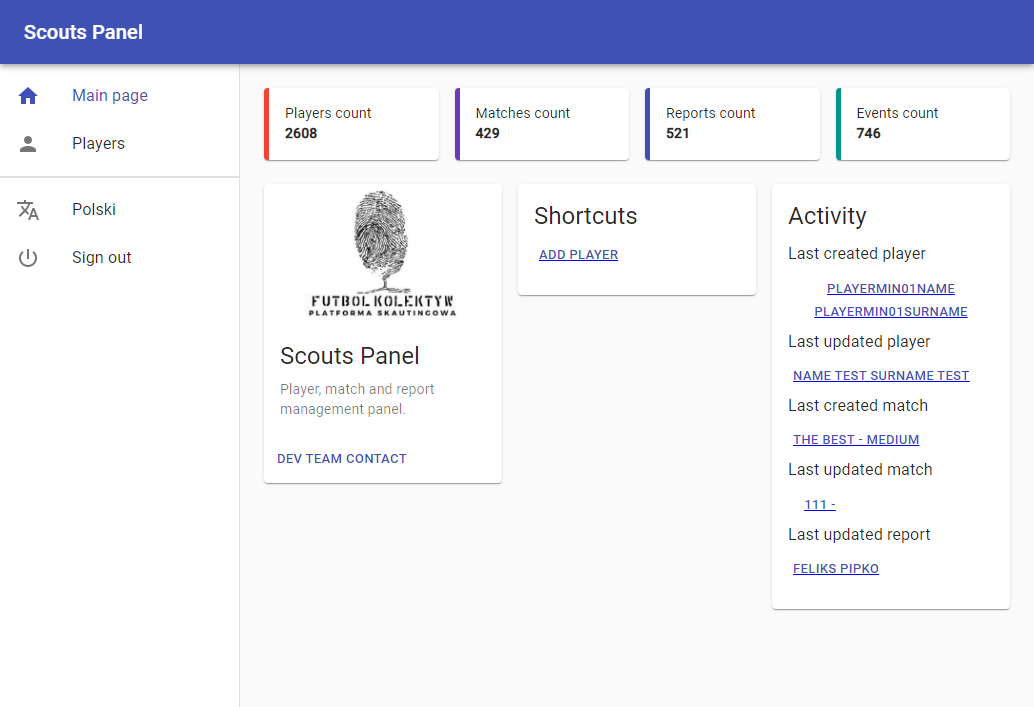 Scouts Panel
Main page
Players
Polski
Sign out
Players count
2608
Matches count
429
Reports count
521
Events count
746
FUTBOL KOLEKTYW
PLATFORMA SKAUTINGOWA
Scouts Panel
Player, match and report
management panel.
DEV TEAM CONTACT
Shortcuts
ADD PLAYER
Activity
Last created player
PLAYERMIN01NAME
PLAYERMIN01SURNAME
Last updated player
NAME TEST SURNAME TEST
Last created match
THE BEST - MEDIUM
Last updated match
111 -
Last updated report
FELIKS PIPKO